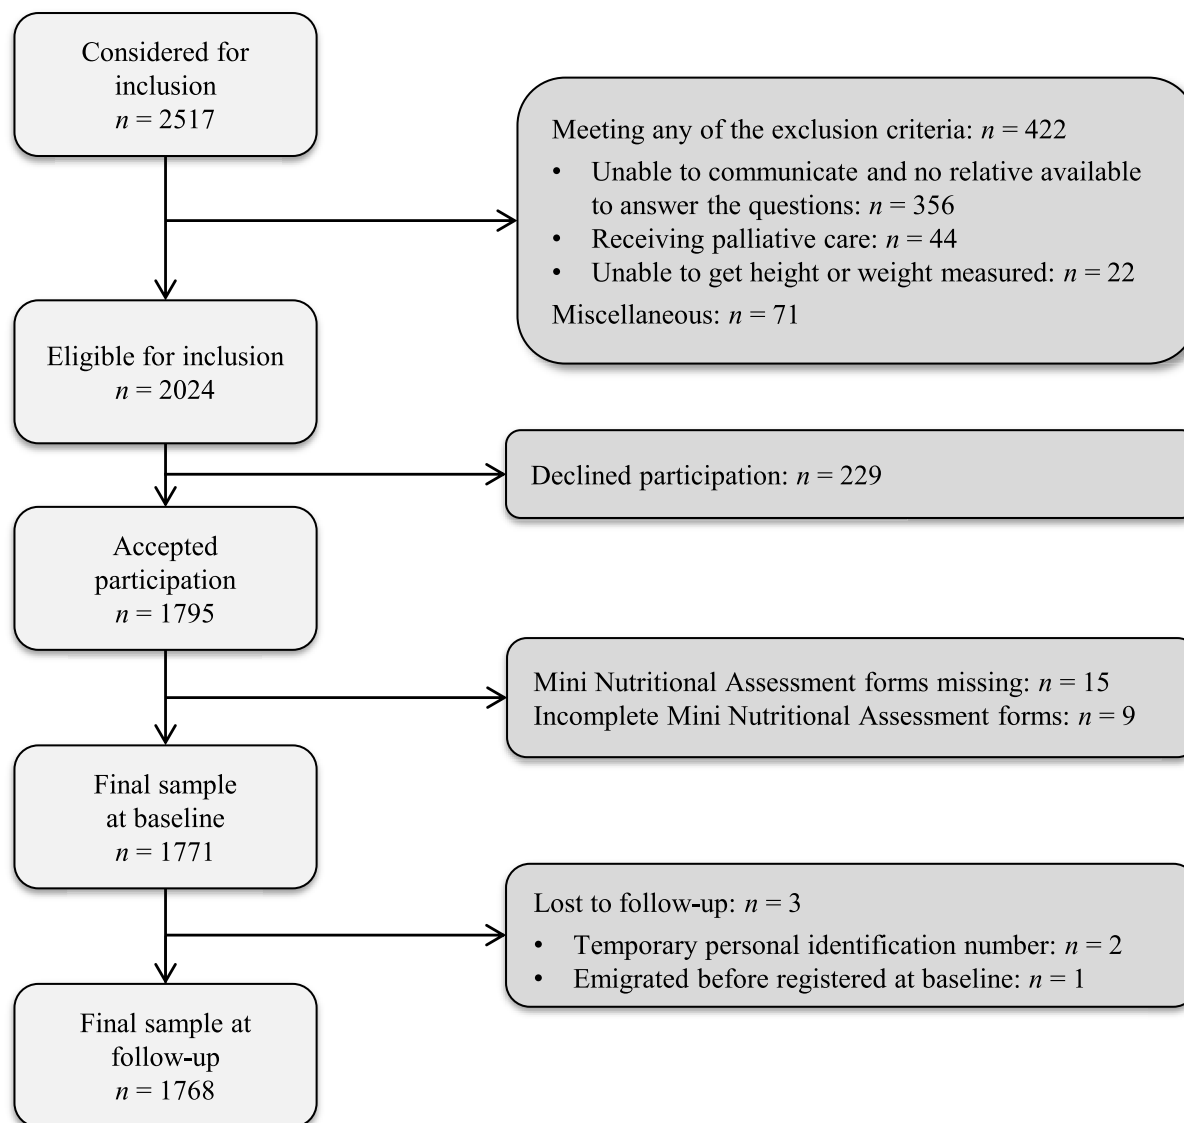 Considered for
inclusion
n = 2517
Meeting any of the exclusion criteria: n = 422
• Unable to communicate and no relative available
to answer the questions: n = 356
• Receiving palliative care: n = 44
• Unable to get height or weight measured: n = 22
Miscellaneous: n = 71
Eligible for inclusion
n = 2024
Declined participation: n = 229
Accepted
participation
n = 1795
Mini Nutritional Assessment forms missing: n = 15
Incomplete Mini Nutritional Assessment forms: n = 9
Final sample
at baseline
n = 1771
Lost to follow-up: n = 3
• Temporary personal identification number: n = 2
• Emigrated before registered at baseline: n = 1
Final sample at
follow-up
n = 1768